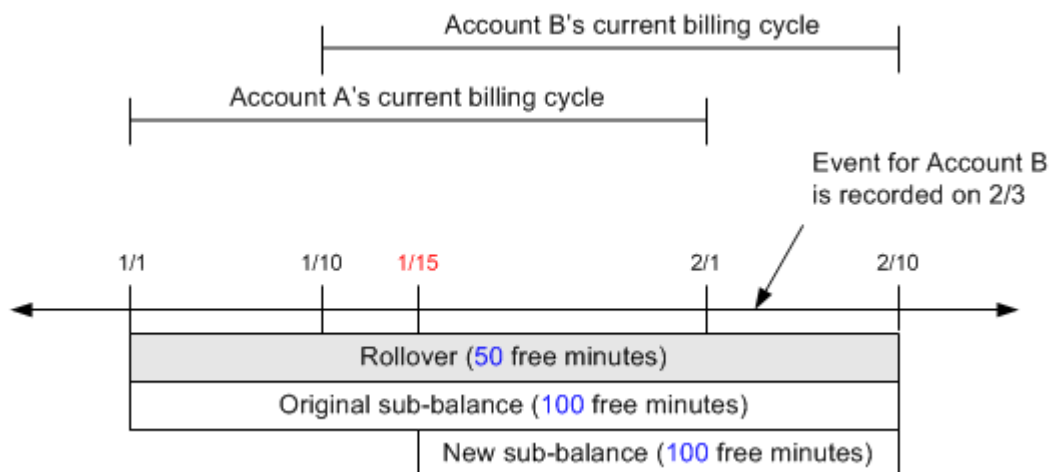 Account B's current billing cycle
Account A's current billing cycle
Event for Account B
is recorded on 2/3
1/1
1/10
1/15
2/1
2/10
Rollover (50 free minutes)
Original sub-balance (100 free minutes)
New sub-balance (100 free minutes)